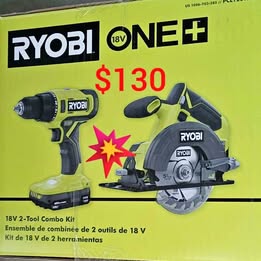 RYOBI 18V ONE+
$130
RYOBI
RYOBI
18V 2-Tool Combo Kit
Ensemble de combinée de 2 outils de 18 V
Kit de 18 V de 2 herramientas